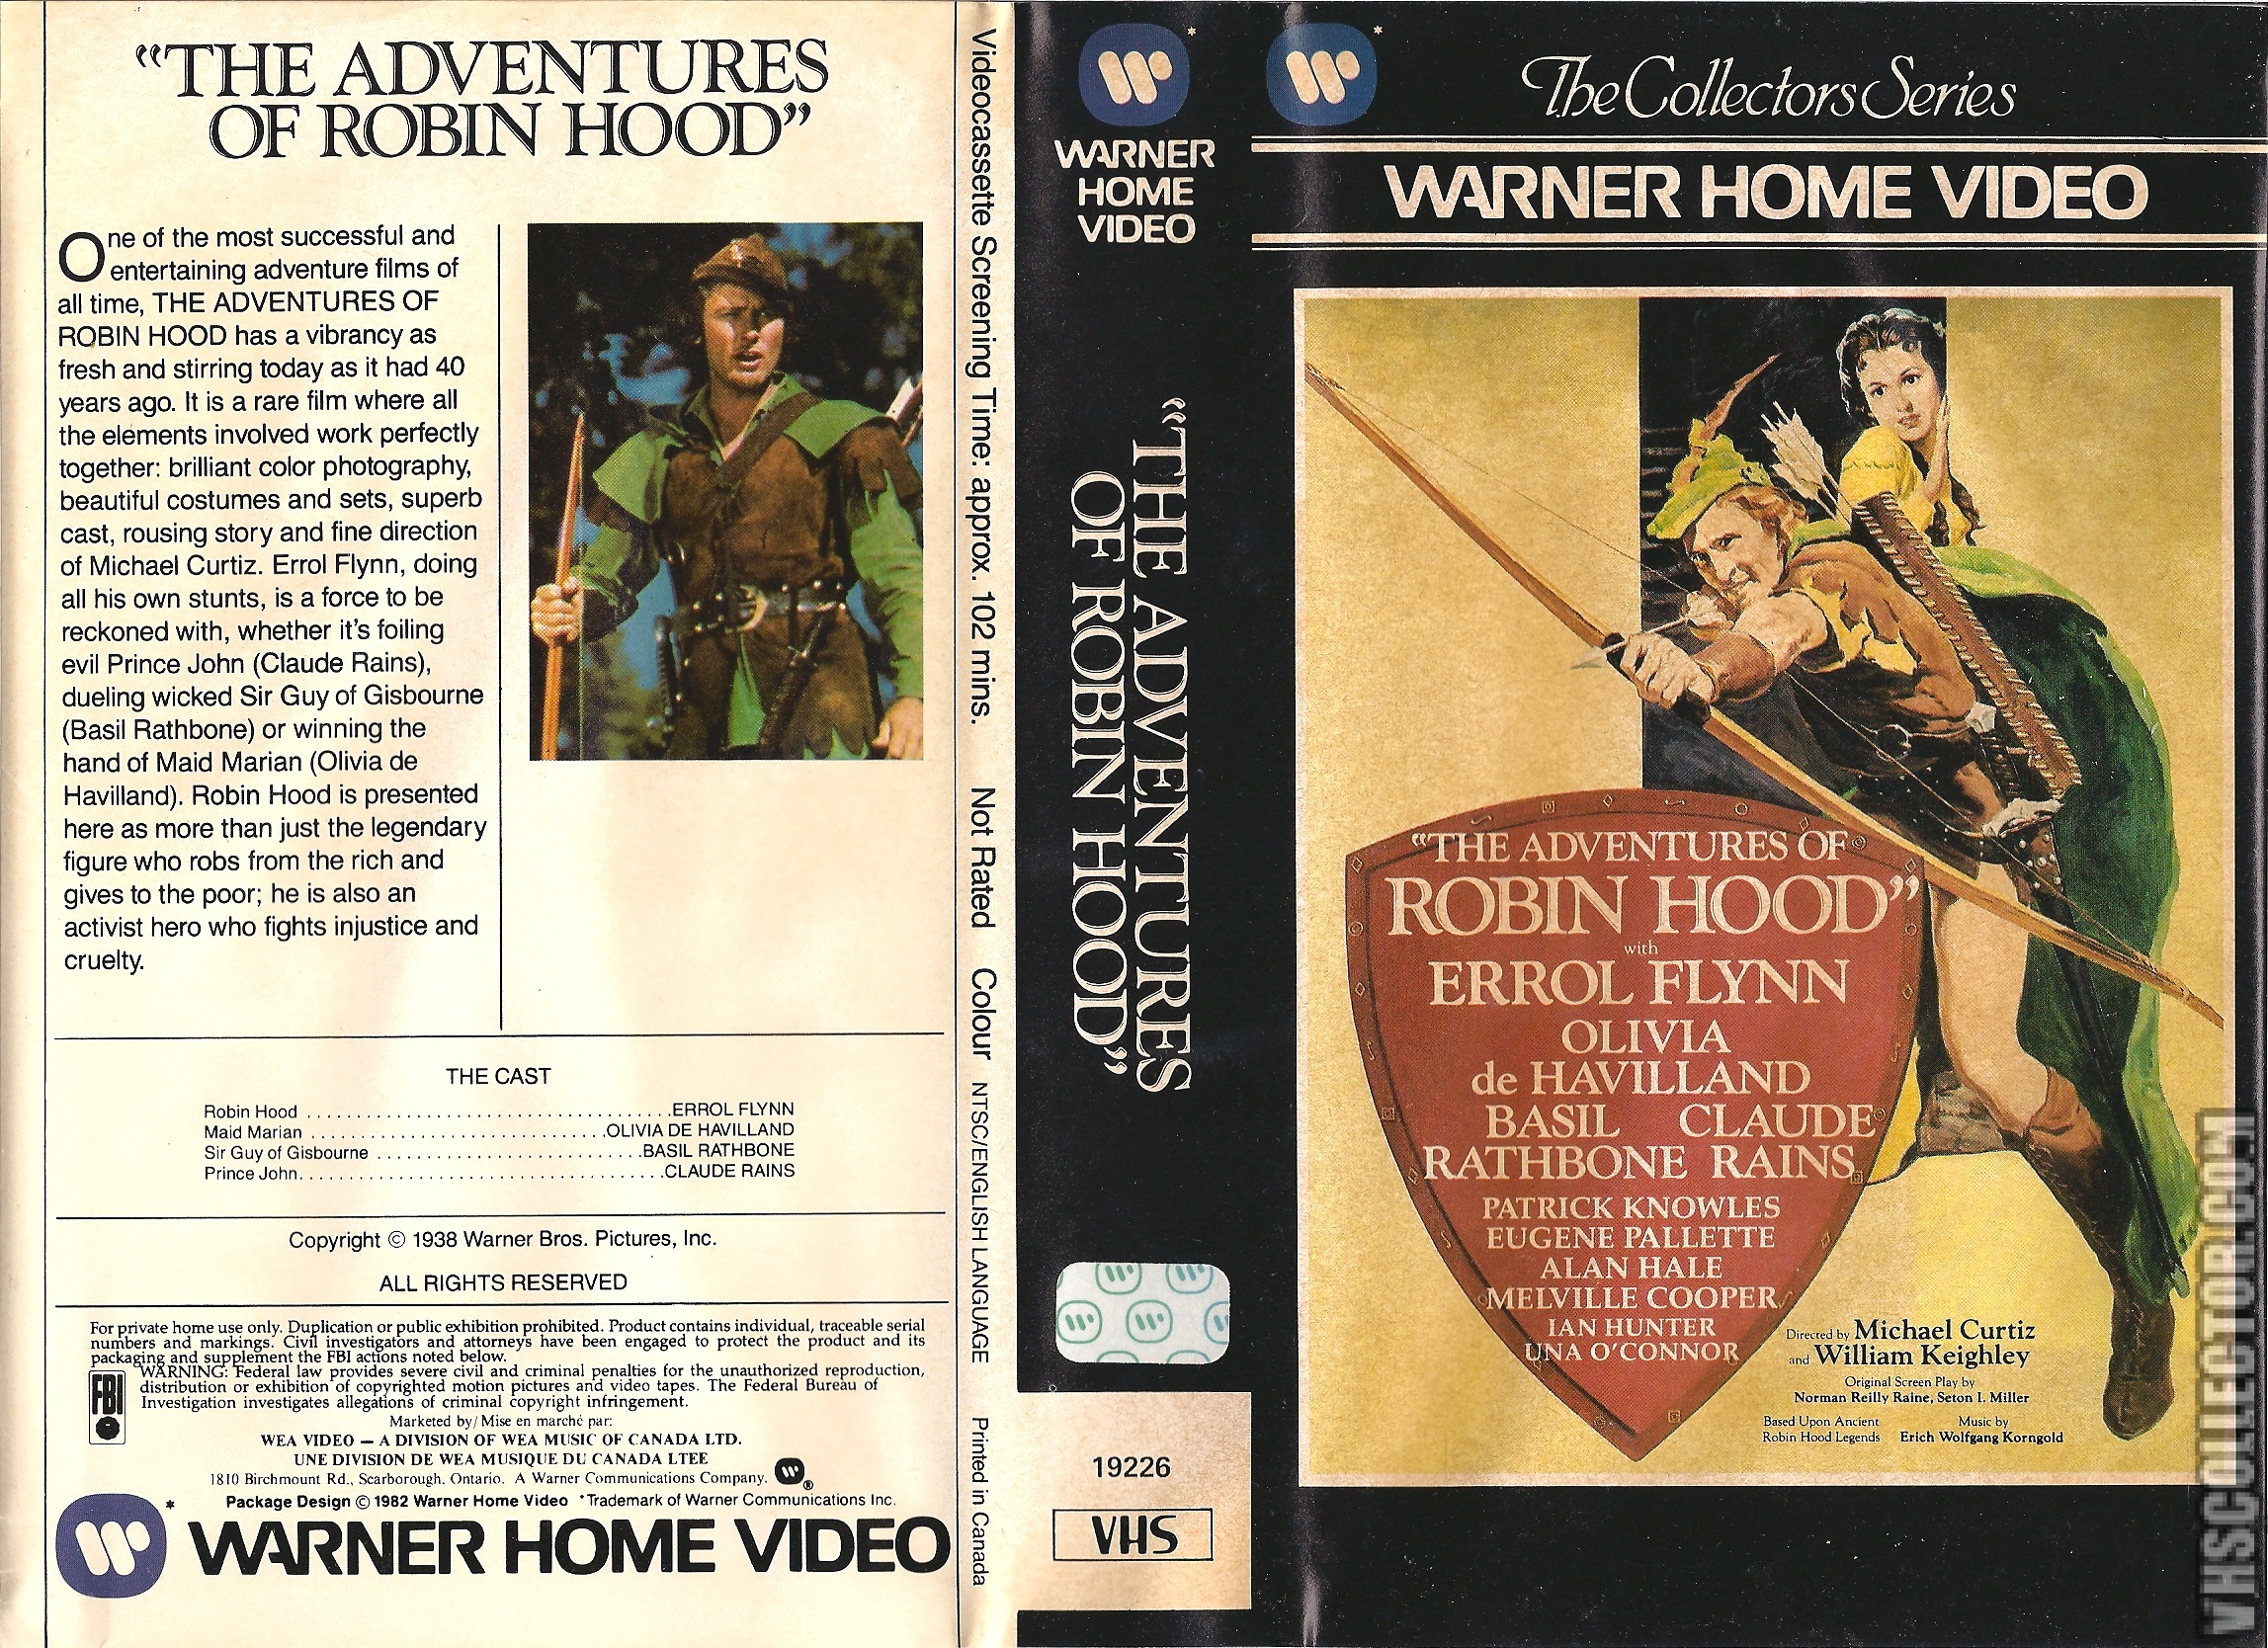 “THE ADVENTURES
OF ROBIN HOOD”
One of the most successful and
entertaining adventure films of
all time, THE ADVENTURES OF
ROBIN HOOD has a vibrancy as
fresh and stirring today as it had 40
years ago. It is a rare film where all
the elements involved work perfectly
together: brilliant color photography,
beautiful costumes and sets, superb
cast, rousing story and fine direction
of Michael Curtiz. Errol Flynn, doing
all his own stunts, is a force to be
reckoned with, whether it's foiling
evil Prince John (Claude Rains),
dueling wicked Sir Guy of Gisbourne
(Basil Rathbone) or winning the
hand of Maid Marian (Olivia de
Havilland). Robin Hood is presented
here as more than just the legendary
figure who robs from the rich and
gives to the poor; he is also an
activist hero who fights injustice and
cruelty.
THE CAST
Robin Hood ..................................... ERROL FLYNN
Maid Marian .............................. OLIVIA DE HAVILLAND
Sir Guy of Gisbourne ........................... BASIL RATHBONE
Prince John..................................... CLAUDE RAINS
Copyright © 1938 Warner Bros. Pictures, Inc.
ALL RIGHTS RESERVED
For private home use only. Duplication or public exhibition prohibited. Product contains individual, traceable serial
numbers and markings. Civil investigators and attorneys have been engaged to protect the product and its
packaging and supplement the FBI actions noted below.
WARNING: Federal law provides severe civil and criminal penalties for the unauthorized reproduction,
distribution or exhibition of copyrighted motion pictures and video tapes. The Federal Bureau of
Investigation investigates allegations of criminal copyright infringement.
FBI
Marketed by/ Mise en marché par:
WEA VIDEO — A DIVISION OF WEA MUSIC OF CANADA LTD.
UNE DIVISION DE WEA MUSIQUE DU CANADA LTEE
1810 Birchmount Rd., Scarborough. Ontario. A Warner Communications Company. ®
Package Design © 1982 Warner Home Video *Trademark of Warner Communications Inc.
* WARNER HOME VIDEO
Videocassette Screening Time: approx. 102 mins. Not Rated Colour NTSC/ENGLISH LANGUAGE Printed in Canada
*
WARNER
HOME
VIDEO
“THE ADVENTURES
OF ROBIN HOOD”
19226
VHS
*
The Collectors Series
WARNER HOME VIDEO
“THE ADVENTURES OF
ROBIN HOOD”
with
ERROL FLYNN
OLIVIA
de HAVILLAND
BASIL CLAUDE
RATHBONE RAINS
PATRICK KNOWLES
EUGENE PALLETTE
ALAN HALE
MELVILLE COOPER
IAN HUNTER
UNA O'CONNOR
Directed by Michael Curtiz
and William Keighley
Original Screen Play by
Norman Reilly Raine, Seton I. Miller
Based Upon Ancient
Robin Hood Legends
Music by
Erich Wolfgang Korngold
VHSCOLLECTOR.COM